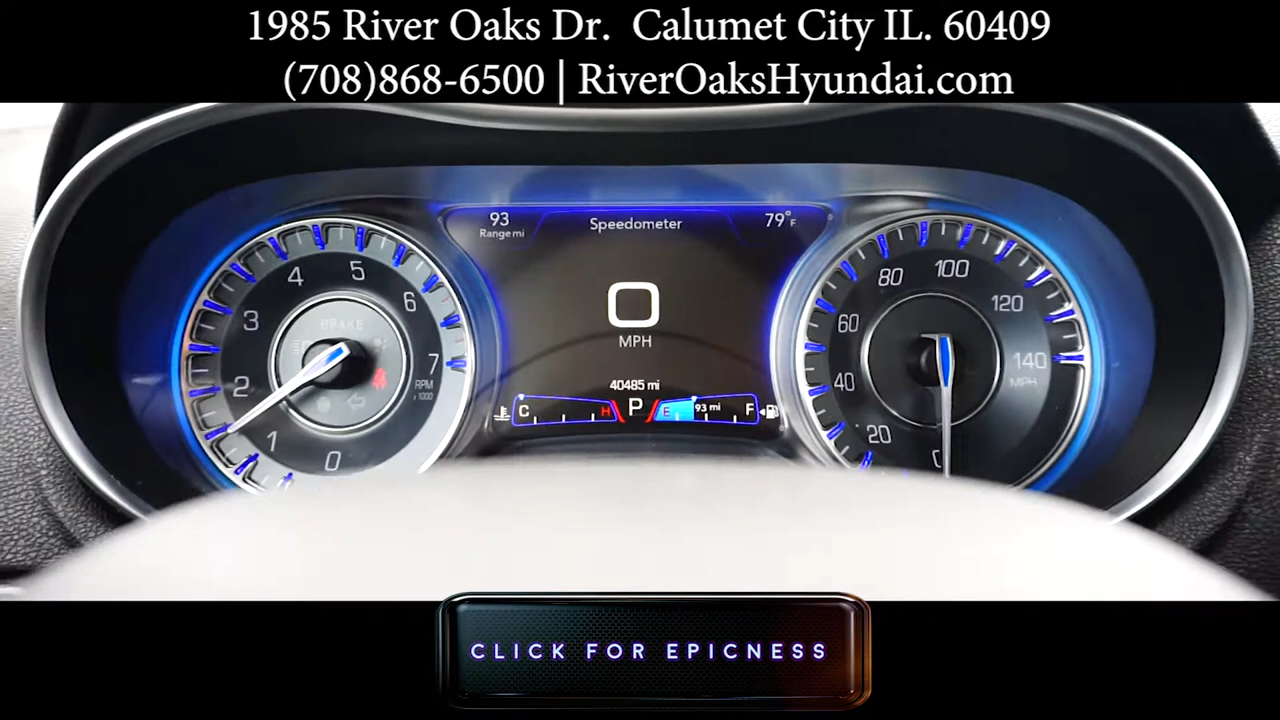 1985 River Oaks Dr. Calumet City IL. 60409
(708)868-6500 | RiverOaksHyundai.com
93
Range mi
Speedometer
79°F
0
MPH
40485 mi
C H P E 93 mi F
BRAKE
0 1 2 3 4 5 6 7
RPM
x1000
20 40 60 80 100 120 140
MPH
CLICK FOR EPICNESS